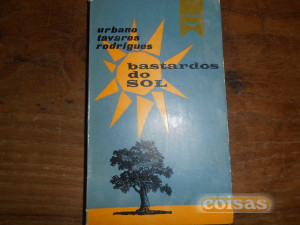 urbano
tavares
rodrigues
bastardos
do
SOL
coisas